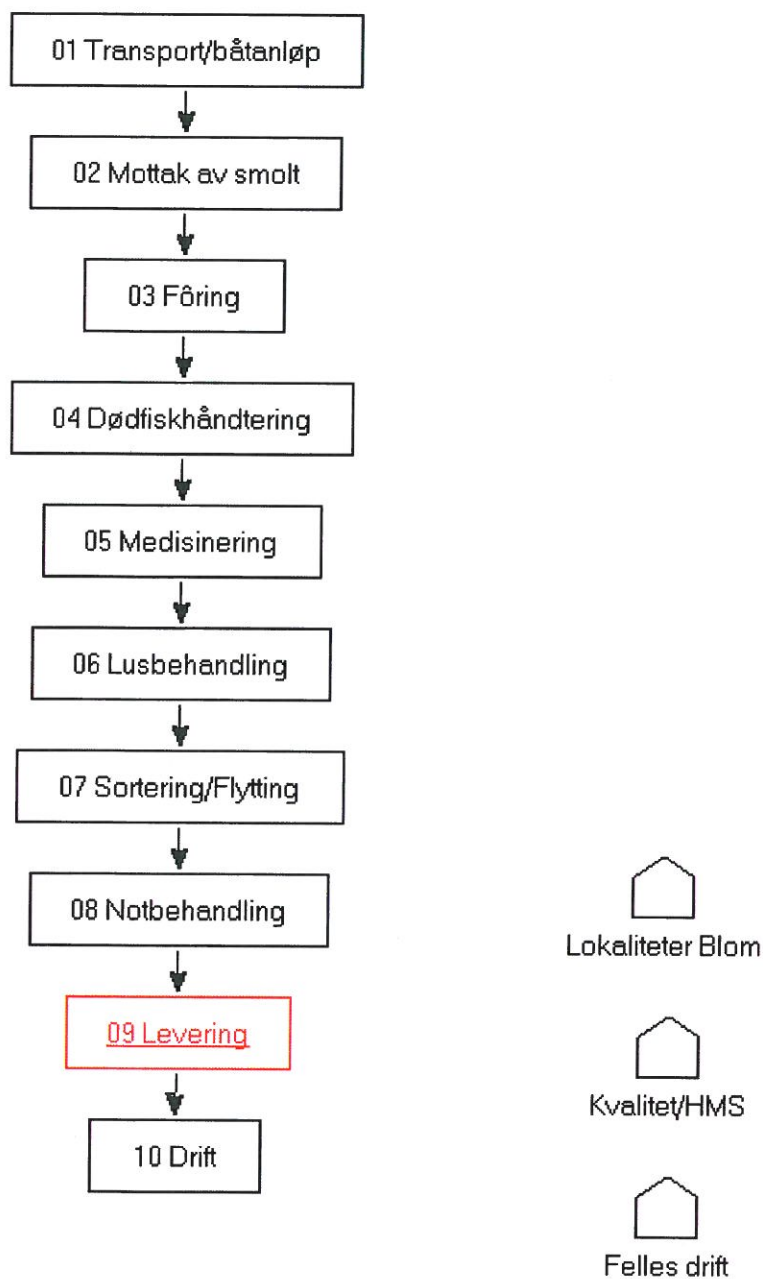 01 Transport/båtanløp
02 Mottak av smolt
03 Fôring
04 Dødfiskhåndtering
05 Medisinering
06 Lusbehandling
07 Sortering/Flytting
08 Notbehandling
Lokaliteter Blom
09 Levering
Kvalitet/HMS
10 Drift
Felles drift